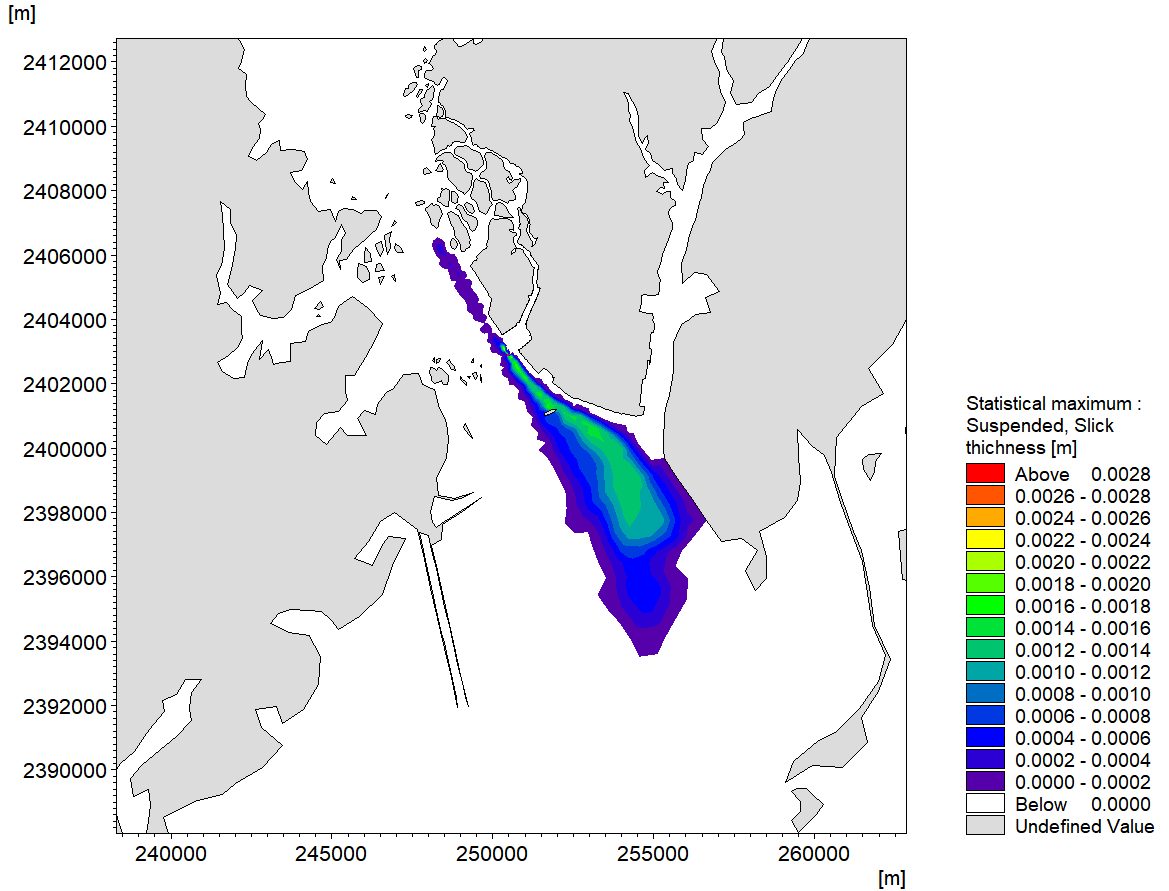 [m]
2412000
2410000
2408000
2406000
2404000
2402000
2400000
2398000
2396000
2394000
2392000
2390000
240000 245000 250000 255000 260000
[m]
Statistical maximum :
Suspended, Slick
thichness [m]
Above 0.0028
0.0026 - 0.0028
0.0024 - 0.0026
0.0022 - 0.0024
0.0020 - 0.0022
0.0018 - 0.0020
0.0016 - 0.0018
0.0014 - 0.0016
0.0012 - 0.0014
0.0010 - 0.0012
0.0008 - 0.0010
0.0006 - 0.0008
0.0004 - 0.0006
0.0002 - 0.0004
0.0000 - 0.0002
Below 0.0000
Undefined Value